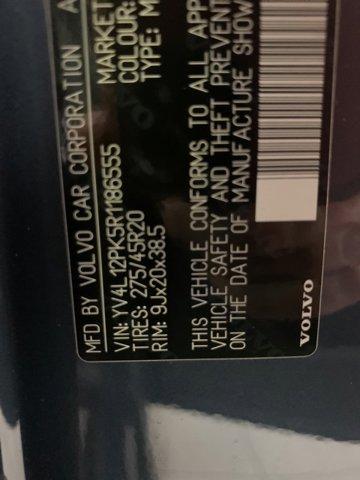 MFD BY VOLVO CAR CORPORATION A
VIN: YV4L12PK5R1186555 MARKET
TIRES: 275/45R20 COLOUR:
RIM: 9Jx20x38.5 TYPE: M
THIS VEHICLE CONFORMS TO ALL APP
VEHICLE SAFETY AND THEFT PREVENT
ON THE DATE OF MANUFACTURE SHOW
VOLVO